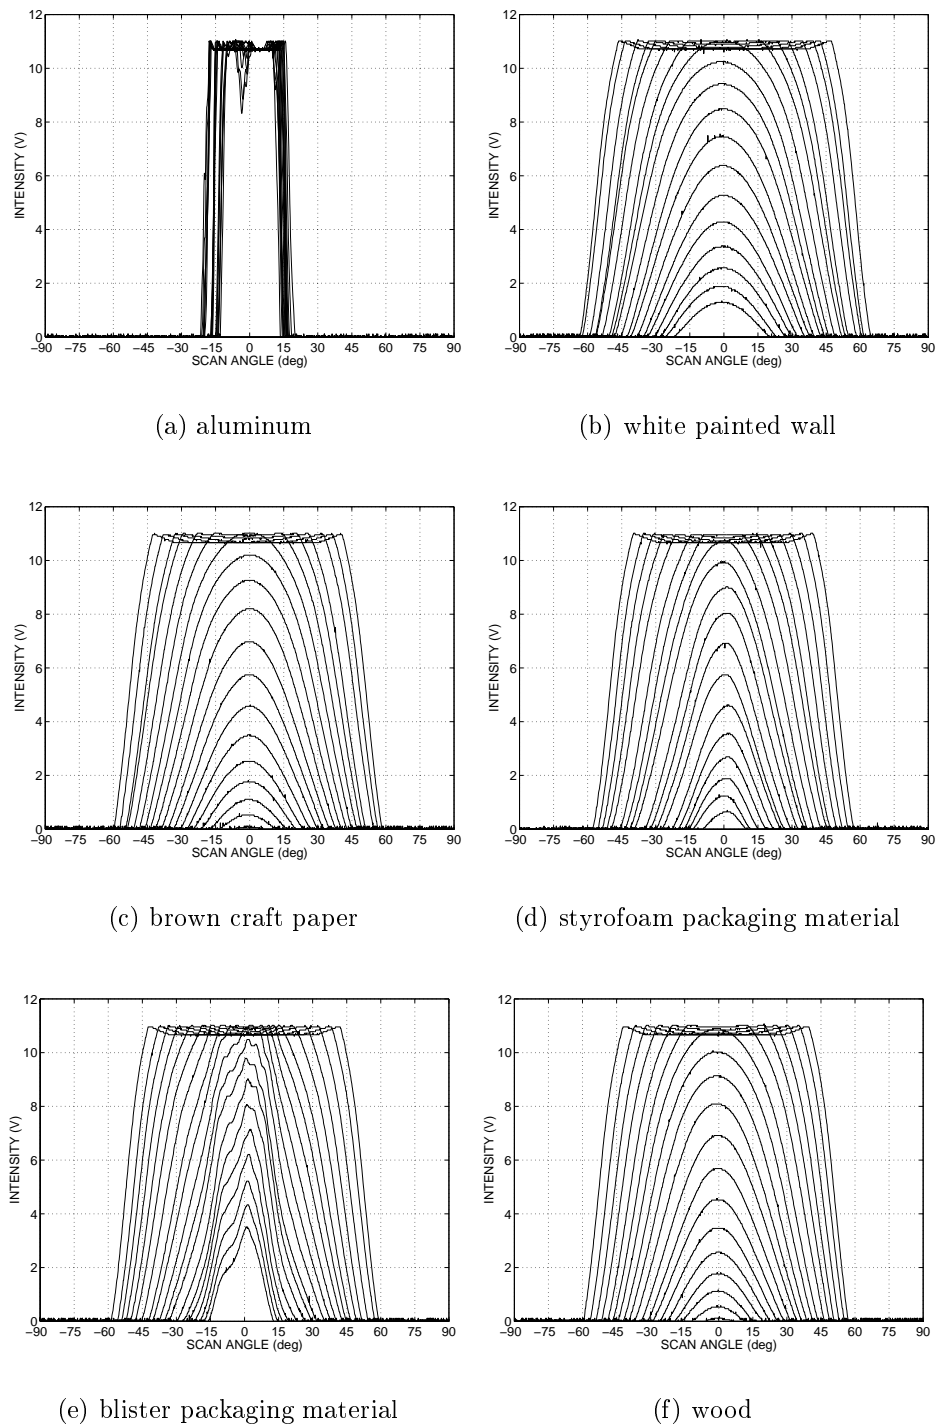 12
10
8
6
4
2
0
INTENSITY (V)
−90 −75 −60 −45 −30 −15 0 15 30 45 60 75 90
SCAN ANGLE (deg)
(a) aluminum
12
10
8
6
4
2
0
INTENSITY (V)
−90 −75 −60 −45 −30 −15 0 15 30 45 60 75 90
SCAN ANGLE (deg)
(b) white painted wall
12
10
8
6
4
2
0
INTENSITY (V)
−90 −75 −60 −45 −30 −15 0 15 30 45 60 75 90
SCAN ANGLE (deg)
(c) brown craft paper
12
10
8
6
4
2
0
INTENSITY (V)
−90 −75 −60 −45 −30 −15 0 15 30 45 60 75 90
SCAN ANGLE (deg)
(d) styrofoam packaging material
12
10
8
6
4
2
0
INTENSITY (V)
−90 −75 −60 −45 −30 −15 0 15 30 45 60 75 90
SCAN ANGLE (deg)
(e) blister packaging material
12
10
8
6
4
2
0
INTENSITY (V)
−90 −75 −60 −45 −30 −15 0 15 30 45 60 75 90
SCAN ANGLE (deg)
(f) wood